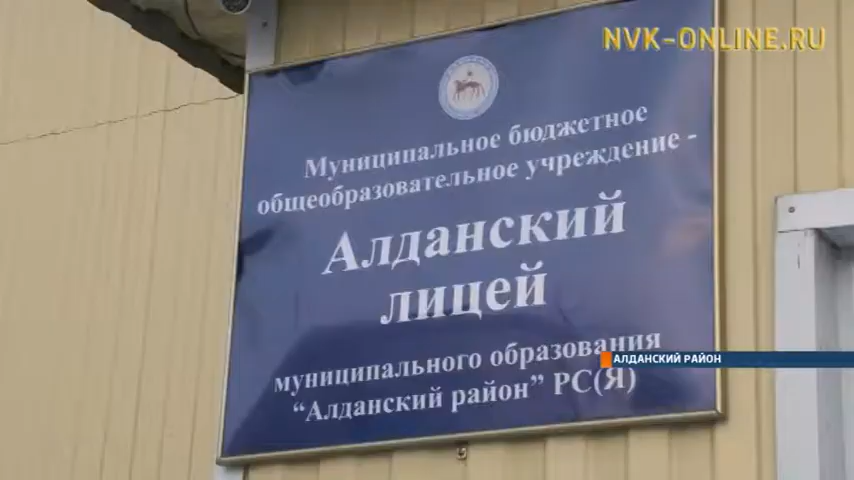 NVK-ONLINE.RU
Муниципальное бюджетное
общеобразовательное учреждение -
Алданский
лицей
муниципального образования
“Алданский район” РС(Я)
АЛДАНСКИЙ РАЙОН